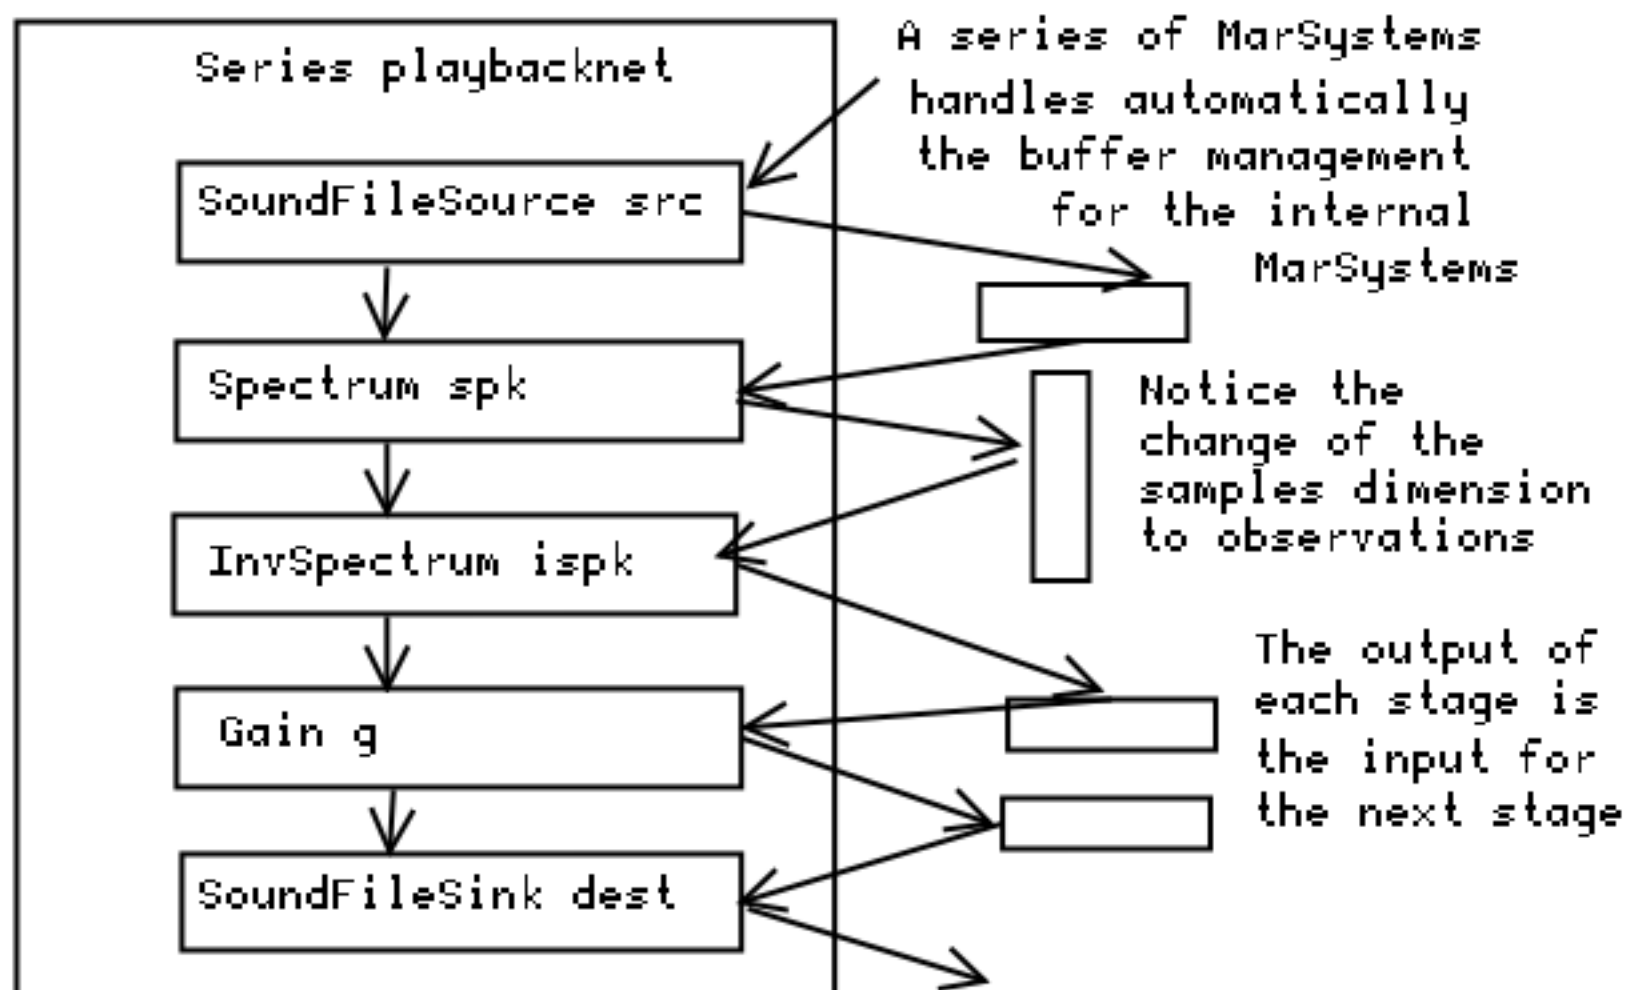 Series playbacknet
A series of MarSystems
handles automatically
the buffer management
for the internal
MarSystems
SoundFileSource src
Spectrum spk
Notice the
change of the
samples dimension
to observations
InvSpectrum ispk
The output of
each stage is
the input for
the next stage
Gain g
SoundFileSink dest